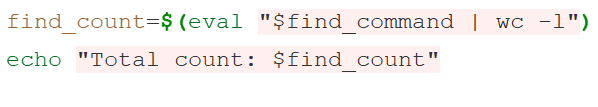 find_count=$(eval "$find_command | wc -l")
echo "Total count: $find_count"